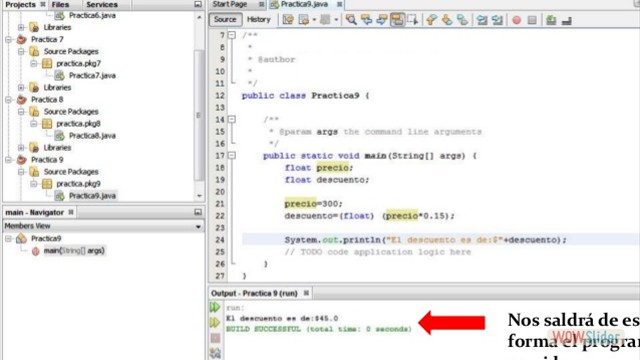 Projects
Files
Services
Practica6.java
Libraries
Practica 7
Source Packages
practica.pkg7
Practica7.java
Libraries
Practica 8
Source Packages
practica.pkg8
Practica8.java
Libraries
Practica 9
Source Packages
practica.pkg9
Practica9.java
main - Navigator
Members View
Practica9
main(String[] args)
Start Page
Practica9.java
Source History
7 /**
8 *
9 * @author
10 *
11 */
12 public class Practica9 {
13
14 /**
15 * @param args the command line arguments
16 */
17 public static void main(String[] args) {
18 float precio;
19 float descuento;
20
21 precio=300;
22 descuento=(float) (precio*0.15);
23
24 System.out.println("El descuento es de:$"+descuento);
25 // TODO code application logic here
26 }
27 }
Output - Practica 9 (run)
run:
El descuento es de:$45.0
BUILD SUCCESSFUL (total time: 0 seconds)
Nos saldrá de es
forma el progra
WOWSlider